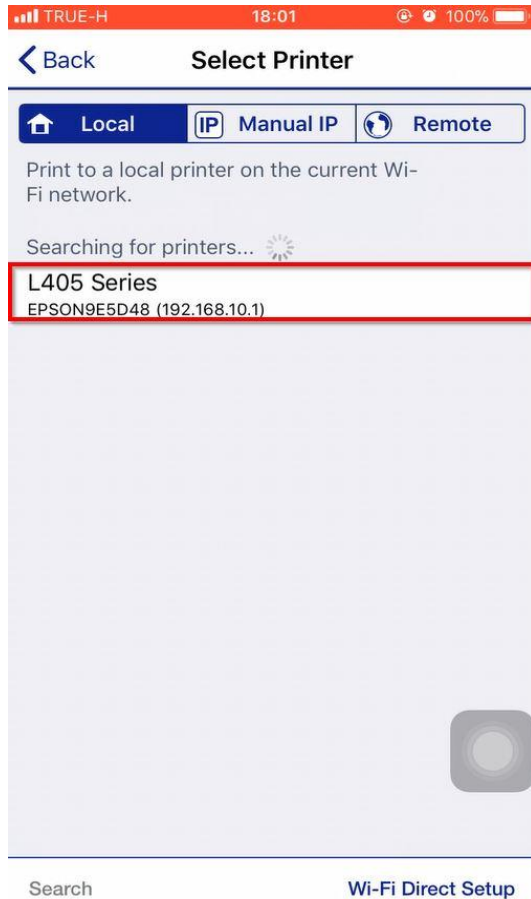 TRUE-H 18:01 100%
Back Select Printer
Local IP Manual IP Remote
Print to a local printer on the current Wi-
Fi network.
Searching for printers...
L405 Series
EPSON9E5D48 (192.168.10.1)
Search Wi-Fi Direct Setup